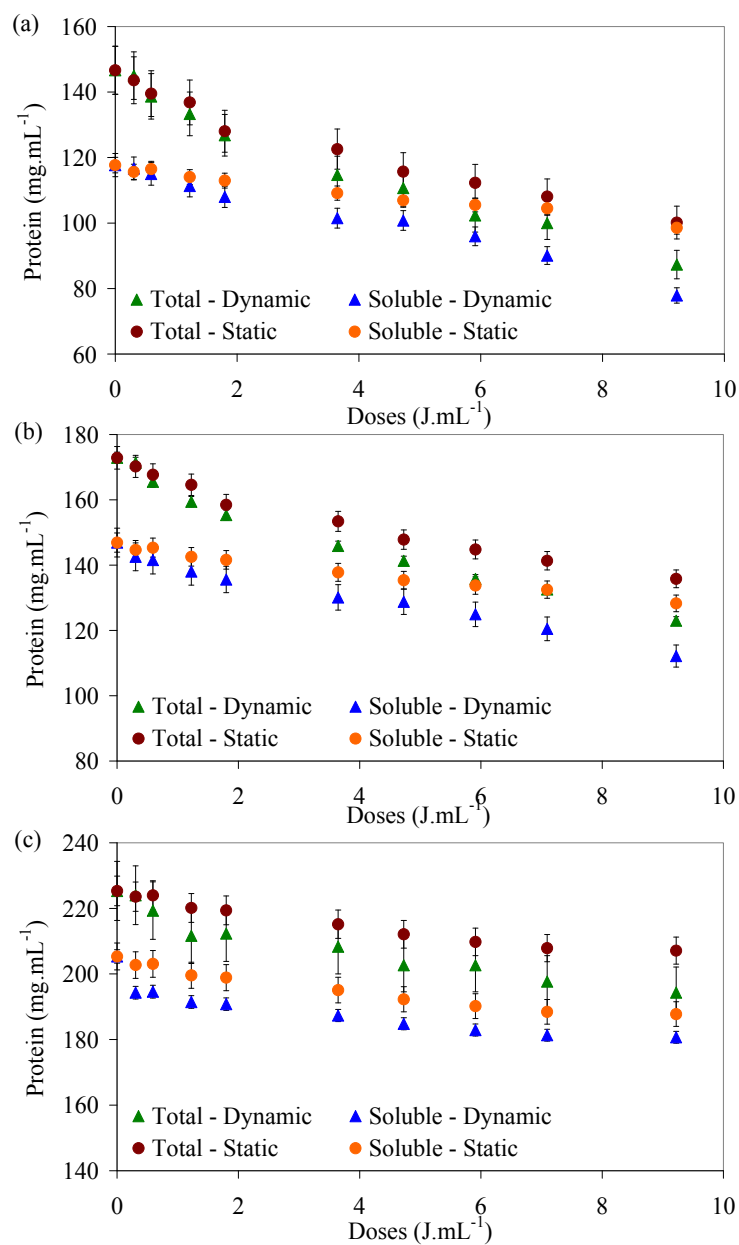 (a)
160
140
120
100
80
60
Protein (mg.mL⁻¹)
Total - Dynamic
Soluble - Dynamic
Total - Static
Soluble - Static
0 2 4 6 8 10
Doses (J.mL⁻¹)
(b)
180
160
140
120
100
80
Protein (mg.mL⁻¹)
Total - Dynamic
Soluble - Dynamic
Total - Static
Soluble - Static
0 2 4 6 8 10
Doses (J.mL⁻¹)
(c)
240
220
200
180
160
140
Protein (mg.mL⁻¹)
Total - Dynamic
Soluble - Dynamic
Total - Static
Soluble - Static
0 2 4 6 8 10
Doses (J.mL⁻¹)